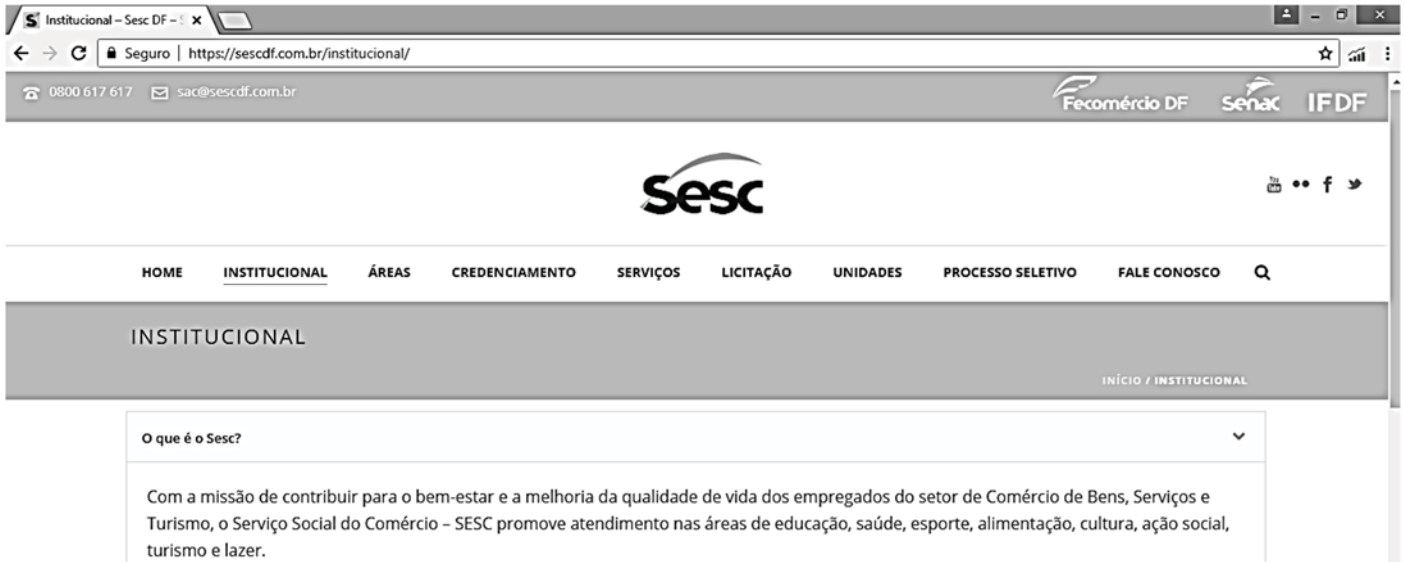 Institucional – Sesc DF – S
Seguro | https://sescdf.com.br/institucional/
0800 617 617 sac@sescdf.com.br Fecomércio DF Senac IFDF
Sesc
You Tube
HOME INSTITUCIONAL ÁREAS CREDENCIAMENTO SERVIÇOS LICITAÇÃO UNIDADES PROCESSO SELETIVO FALE CONOSCO
INSTITUCIONAL
INÍCIO / INSTITUCIONAL
O que é o Sesc?
Com a missão de contribuir para o bem-estar e a melhoria da qualidade de vida dos empregados do setor de Comércio de Bens, Serviços e
Turismo, o Serviço Social do Comércio – SESC promove atendimento nas áreas de educação, saúde, esporte, alimentação, cultura, ação social,
turismo e lazer.